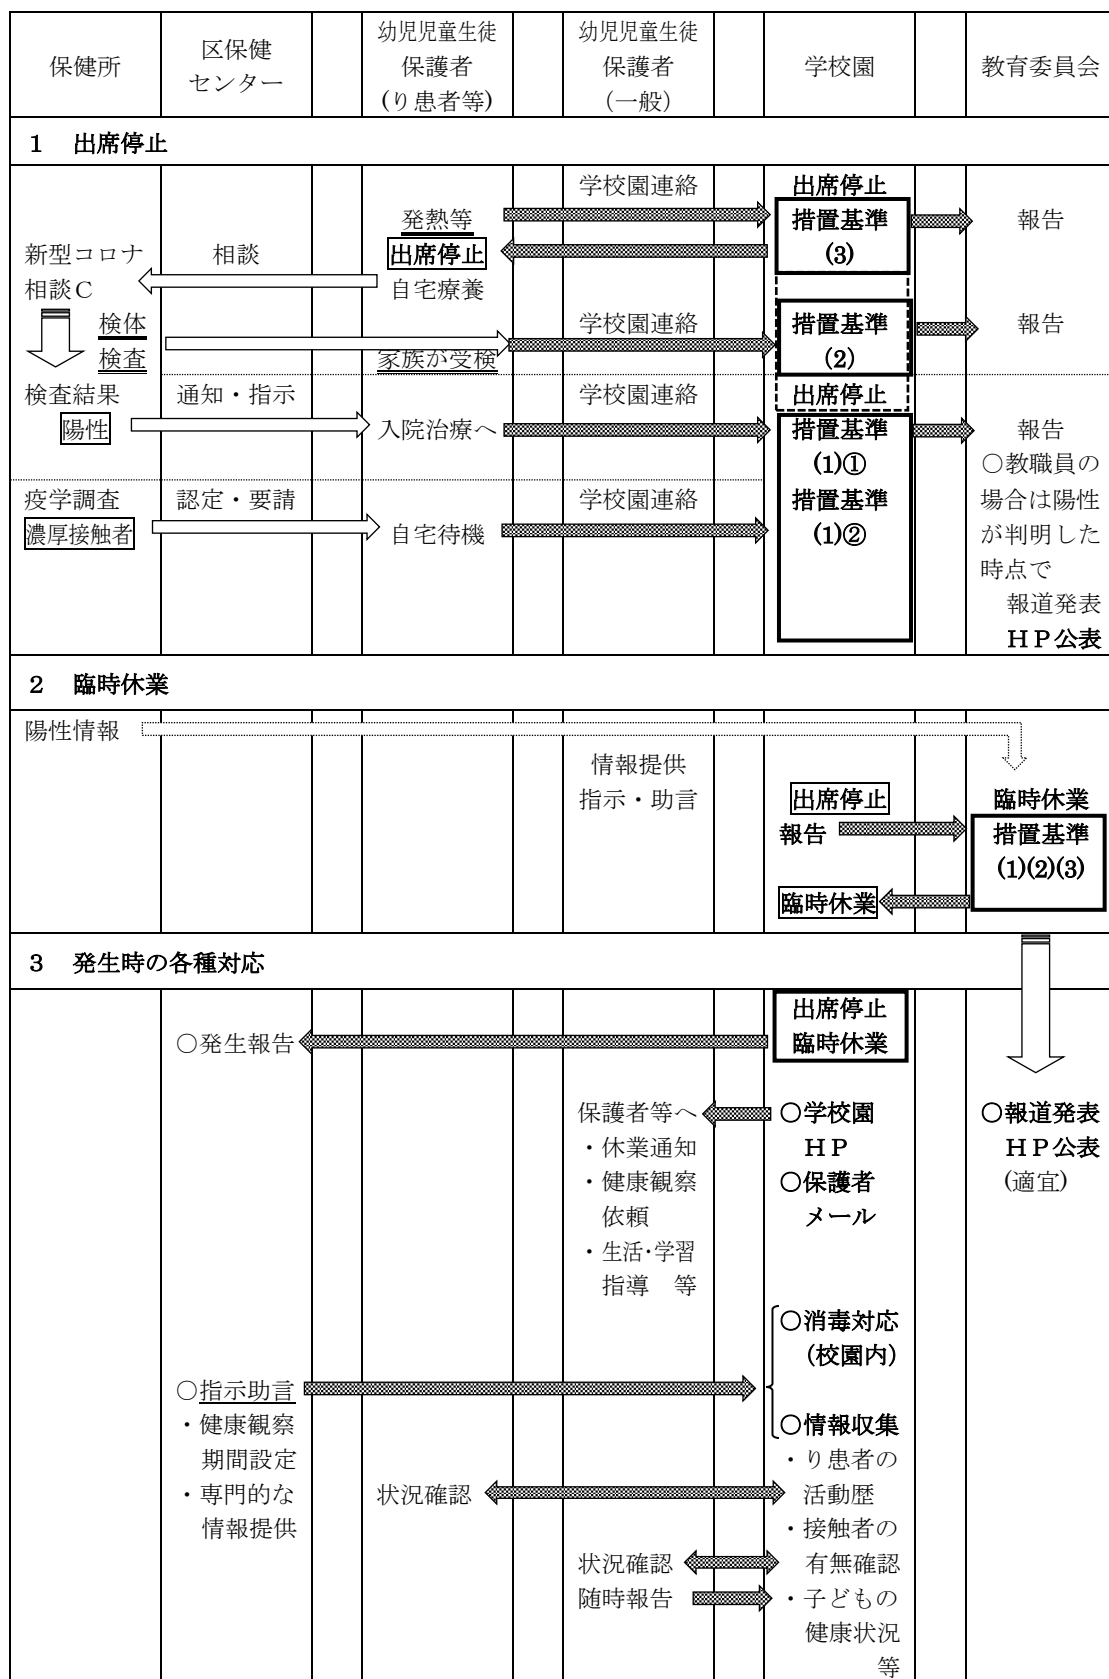 保健所
区保健
センター
幼児児童生徒
保護者
(り患者等)
幼児児童生徒
保護者
（一般）
学校園
教育委員会
１　出席停止
学校園連絡
出席停止
発熱等
措置基準
(3)
報告
新型コロナ
相談Ｃ
相談
出席停止
自宅療養
検体
検査
学校園連絡
家族が受検
措置基準
(2)
報告
検査結果
陽性
通知・指示
入院治療へ
学校園連絡
出席停止
措置基準
(1)①
報告
○教職員の
場合は陽性
が判明した
時点で
報道発表
ＨＰ公表
疫学調査
濃厚接触者
認定・要請
自宅待機
学校園連絡
措置基準
(1)②
２　臨時休業
陽性情報
情報提供
指示・助言
出席停止
報告
臨時休業
措置基準
(1)(2)(3)
臨時休業
３　発生時の各種対応
出席停止
臨時休業
○発生報告
保護者等へ
・休業通知
・健康観察
依頼
・生活・学習
指導　等
○学校園
ＨＰ
○保護者
メール
○報道発表
ＨＰ公表
(適宜)
○消毒対応
（校園内）
○指示助言
・健康観察
期間設定
・専門的な
情報提供
○情報収集
・り患者の
活動歴
・接触者の
有無確認
・子どもの
健康状況
等
状況確認
状況確認
随時報告